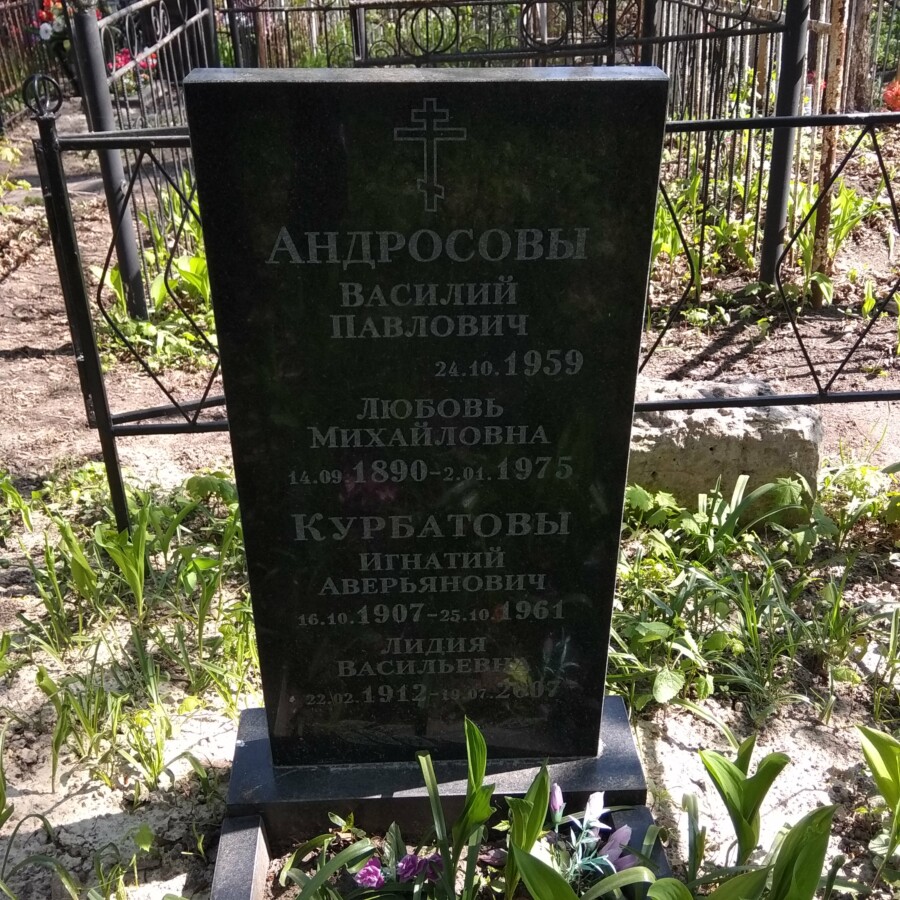 АНДРОСОВЫ
ВАСИЛИЙ
ПАВЛОВИЧ
24.10.1959
ЛЮБОВЬ
МИХАЙЛОВНА
14.09.1890-2.01.1975
КУРБАТОВЫ
ИГНАТИЙ
АВЕРЬЯНОВИЧ
16.10.1907-25.10.1961
ЛИДИЯ
ВАСИЛЬЕВНА
22.02.1912-19.07.2007